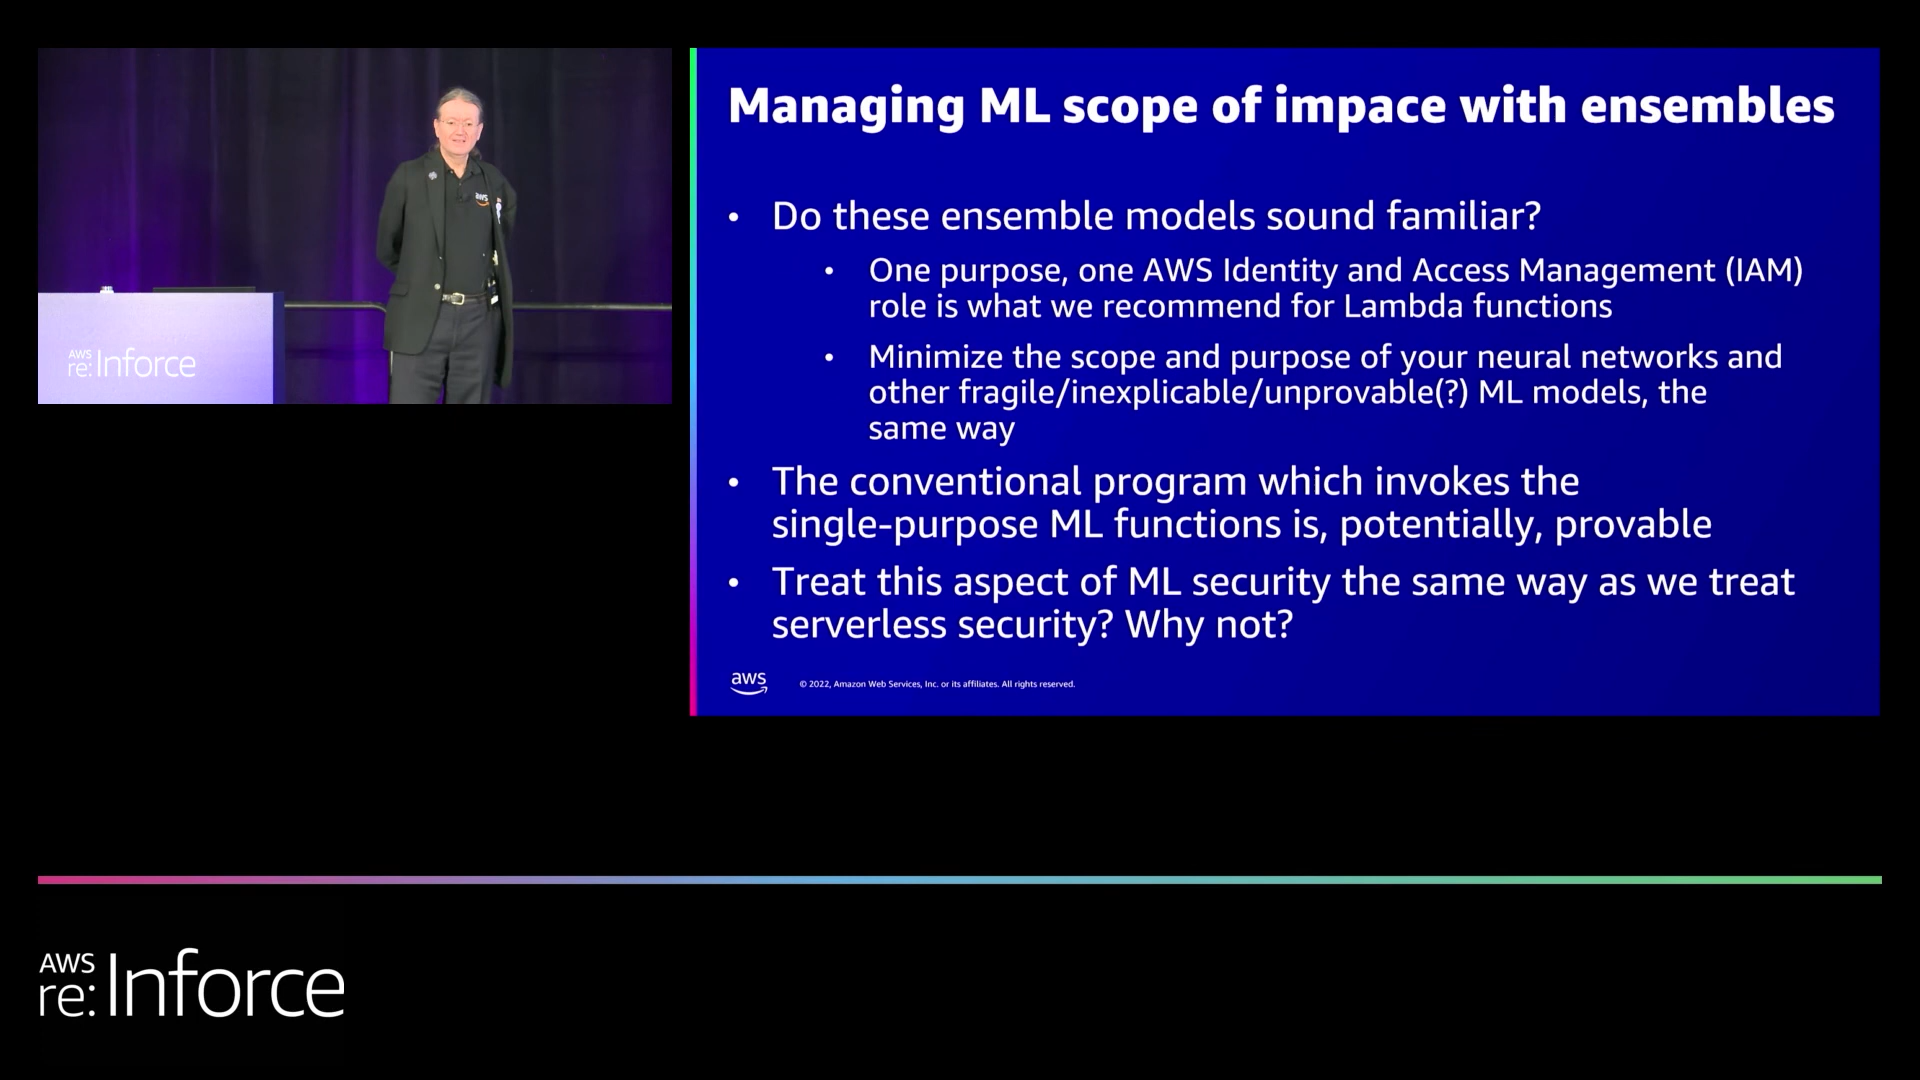 aws
AWS
re:Inforce
Managing ML scope of impace with ensembles
• Do these ensemble models sound familiar?
• One purpose, one AWS Identity and Access Management (IAM)
role is what we recommend for Lambda functions
• Minimize the scope and purpose of your neural networks and
other fragile/inexplicable/unprovable(?) ML models, the
same way
• The conventional program which invokes the
single-purpose ML functions is, potentially, provable
• Treat this aspect of ML security the same way as we treat
serverless security? Why not?
aws
© 2022, Amazon Web Services, Inc. or its affiliates. All rights reserved.
AWS
re:Inforce